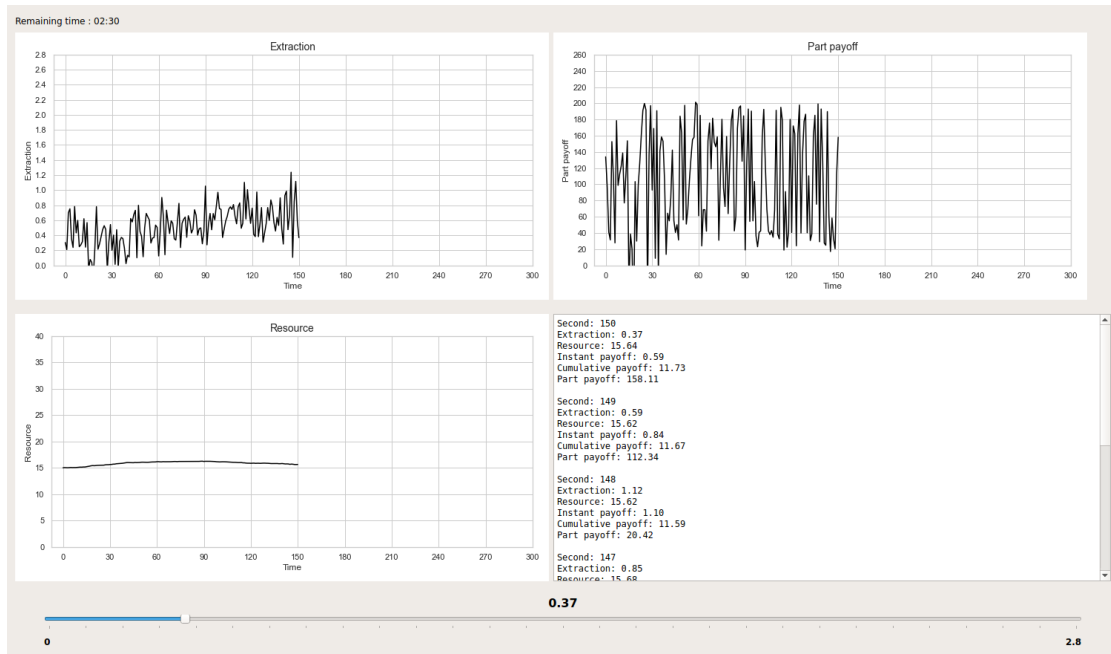 Remaining time : 02:30
Extraction
2.8
2.6
2.4
2.2
2.0
1.8
1.6
1.4
1.2
1.0
0.8
0.6
0.4
0.2
0.0
Extraction
0 30 60 90 120 150 180 210 240 270 300
Time
Part payoff
260
240
220
200
180
160
140
120
100
80
60
40
20
0
Part payoff
0 30 60 90 120 150 180 210 240 270 300
Time
Resource
40
35
30
25
20
15
10
5
0
Resource
0 30 60 90 120 150 180 210 240 270 300
Time
Second: 150
Extraction: 0.37
Resource: 15.64
Instant payoff: 0.59
Cumulative payoff: 11.73
Part payoff: 158.11
Second: 149
Extraction: 0.59
Resource: 15.62
Instant payoff: 0.84
Cumulative payoff: 11.67
Part payoff: 112.34
Second: 148
Extraction: 1.12
Resource: 15.62
Instant payoff: 1.10
Cumulative payoff: 11.59
Part payoff: 20.42
Second: 147
Extraction: 0.85
Resource: 15.68
0.37
0 2.8